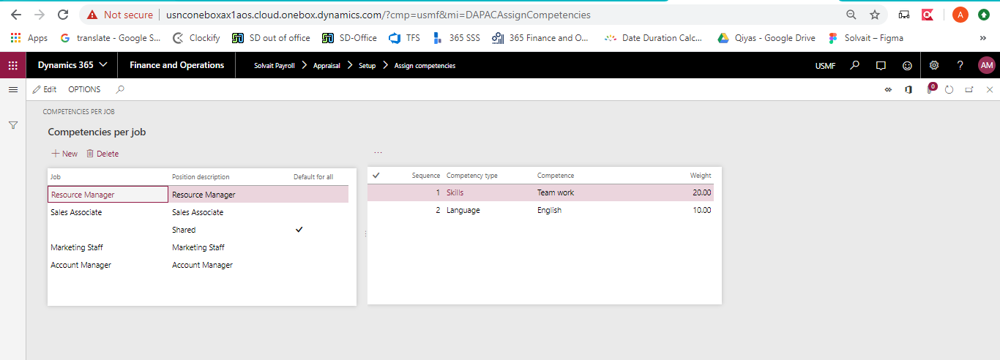 Not secure | usnconeboxax1aos.cloud.onebox.dynamics.com/?cmp=usmf&mi=DAPACAssignCompetencies A
Apps translate - Google S... Clockify SD out of office SD-Office TFS 365 SSS 365 Finance and O... Date Duration Calc... Qiyas - Google Drive Solvait – Figma »
Dynamics 365 Finance and Operations Solvait Payroll > Appraisal > Setup > Assign competencies USMF ? AM
Edit OPTIONS 0
COMPETENCIES PER JOB
Competencies per job
+ New Delete ...
Job Position description Default for all
Resource Manager Resource Manager
Sales Associate Sales Associate
Shared
Marketing Staff Marketing Staff
Account Manager Account Manager
Sequence Competency type Competence Weight
1 Skills Team work 20.00
2 Language English 10.00